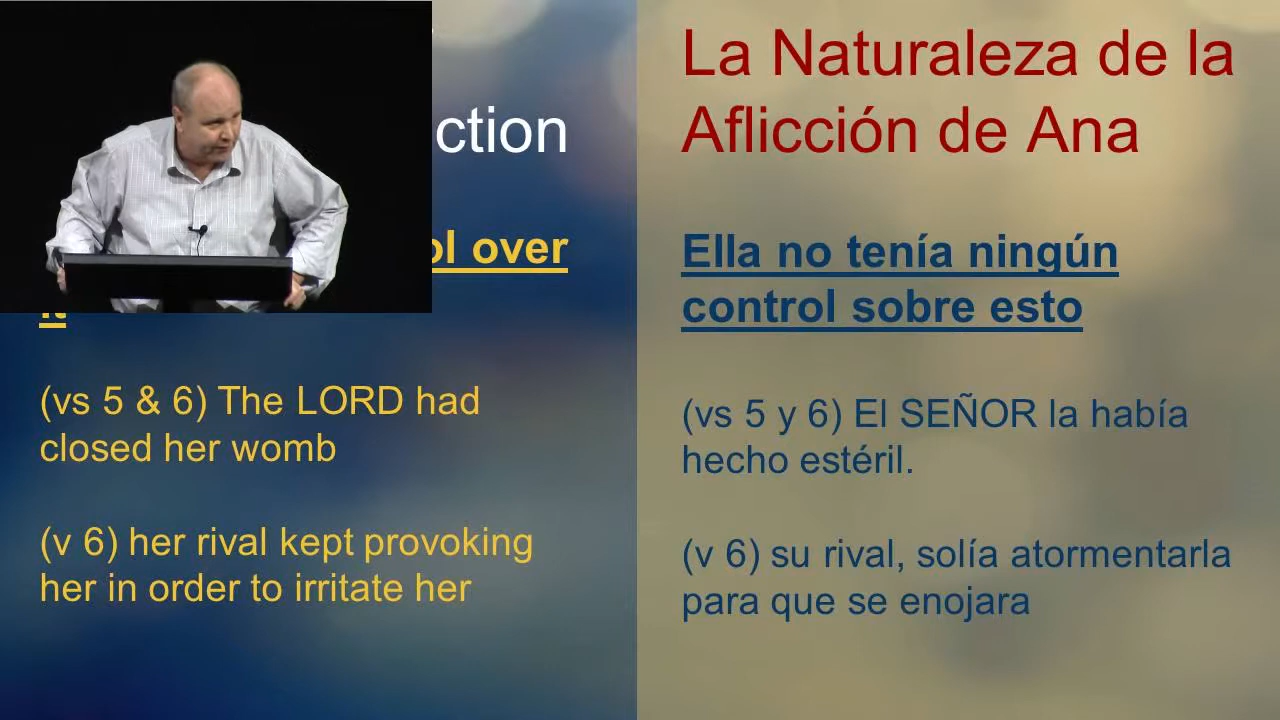 ction
ol over
it
(vs 5 & 6) The LORD had
closed her womb
(v 6) her rival kept provoking
her in order to irritate her
La Naturaleza de la
Aflicción de Ana
Ella no tenía ningún
control sobre esto
(vs 5 y 6) El SEÑOR la había
hecho estéril.
(v 6) su rival, solía atormentarla
para que se enojara